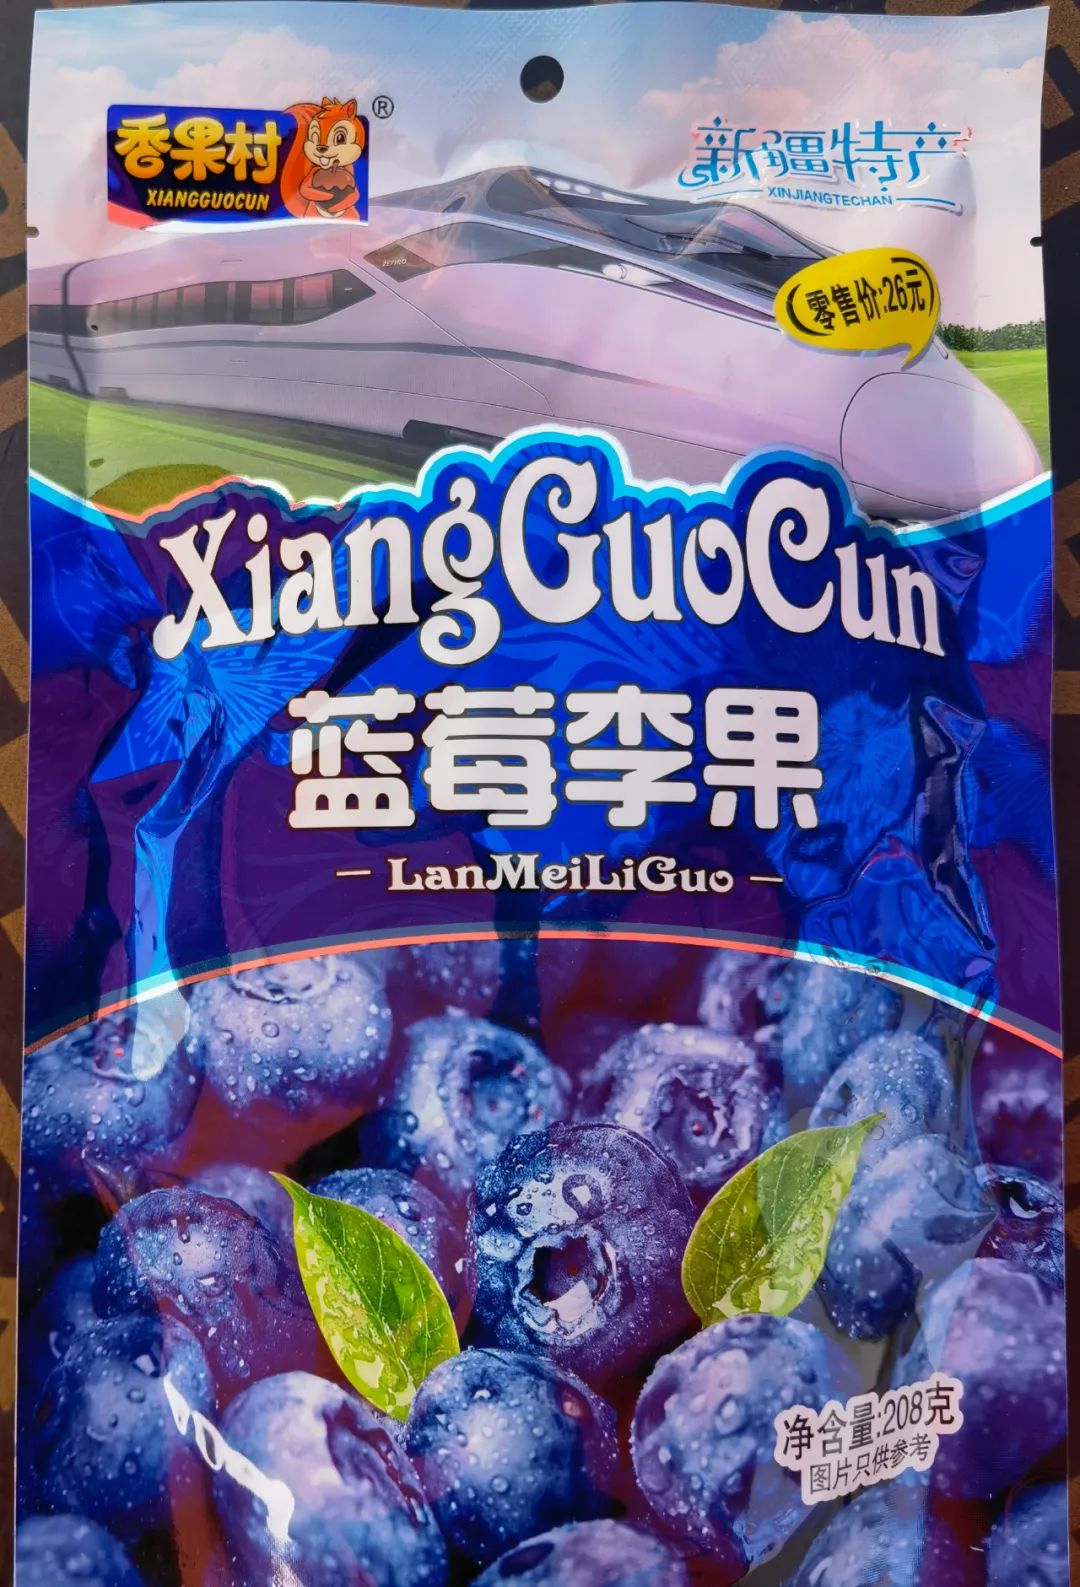 香果村
XIANGGUOCUN
®
新疆特产
XINJIANGTECHAN
ZEFIRO
零售价:26元
XiangGuoCun
蓝莓李果
LanMeiLiGuo
净含量:208克
图片只供参考